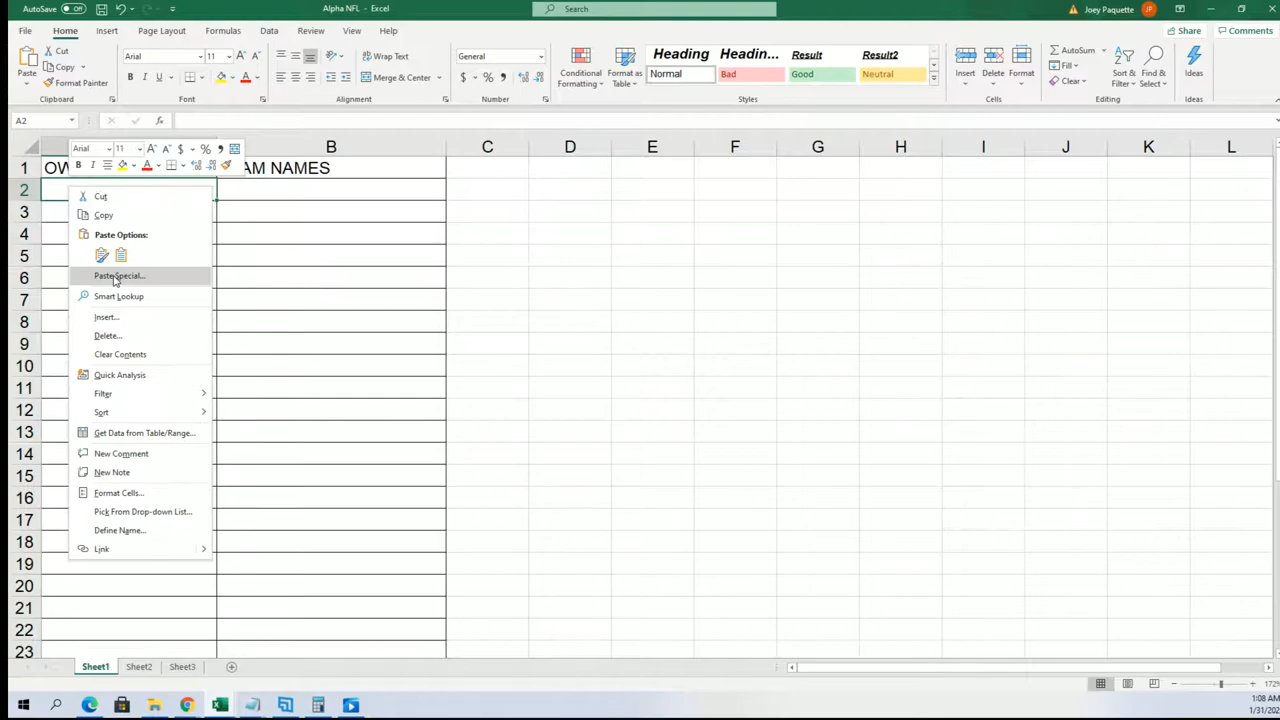 AutoSave Off Alpha NFL - Excel Search Joey Paquette JP
File Home Insert Page Layout Formulas Data Review View Help Share Comments
Paste Cut Copy Format Painter
Clipboard
Arial 11 A^ A˅
B I U A
Font
Wrap Text
Merge & Center
Alignment
General
$ % ,
Number
Conditional Formatting
Format as Table
Heading Headin... Result Result2
Normal Bad Good Neutral
Styles
Insert Delete Format
Cells
AutoSum
Fill
Clear
Sort & Filter
Find & Select
Editing
Ideas
Ideas
A2 fx
Arial 11 A^ A˅ $ % ,
B I A
B C D E F G H I J K L
1 OW AM NAMES
2
3
4
5
6
7
8
9
10
11
12
13
14
15
16
17
18
19
20
21
22
23
Cut
Copy
Paste Options:
Paste Special...
Smart Lookup
Insert...
Delete...
Clear Contents
Quick Analysis
Filter
Sort
Get Data from Table/Range...
New Comment
New Note
Format Cells...
Pick From Drop-down List...
Define Name...
Link
Sheet1 Sheet2 Sheet3
172%
1:08 AM
1/31/202